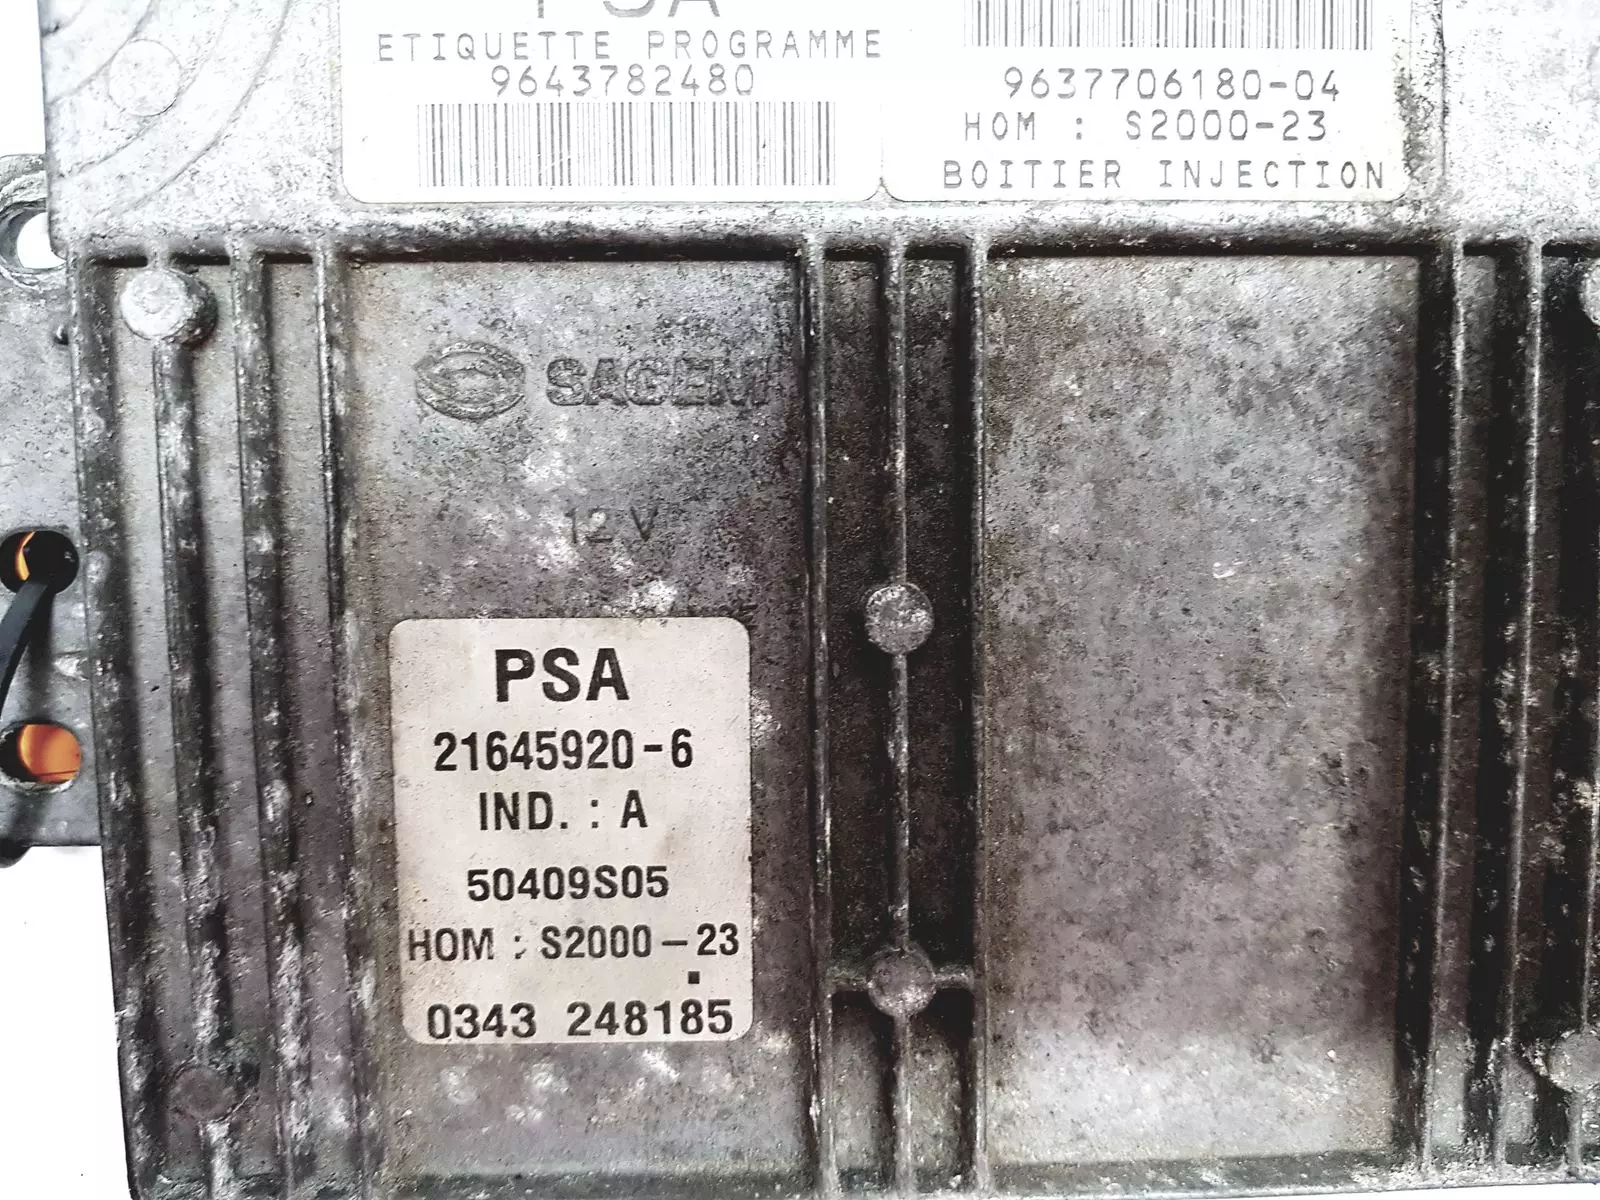 PSA
ETIQUETTE PROGRAMME
9643782480
9637706180-04
HOM : S2000-23
BOITIER INJECTION
SAGEM
12 V
PSA
21645920-6
IND. : A
50409S05
HOM : S2000-23
0343 248185